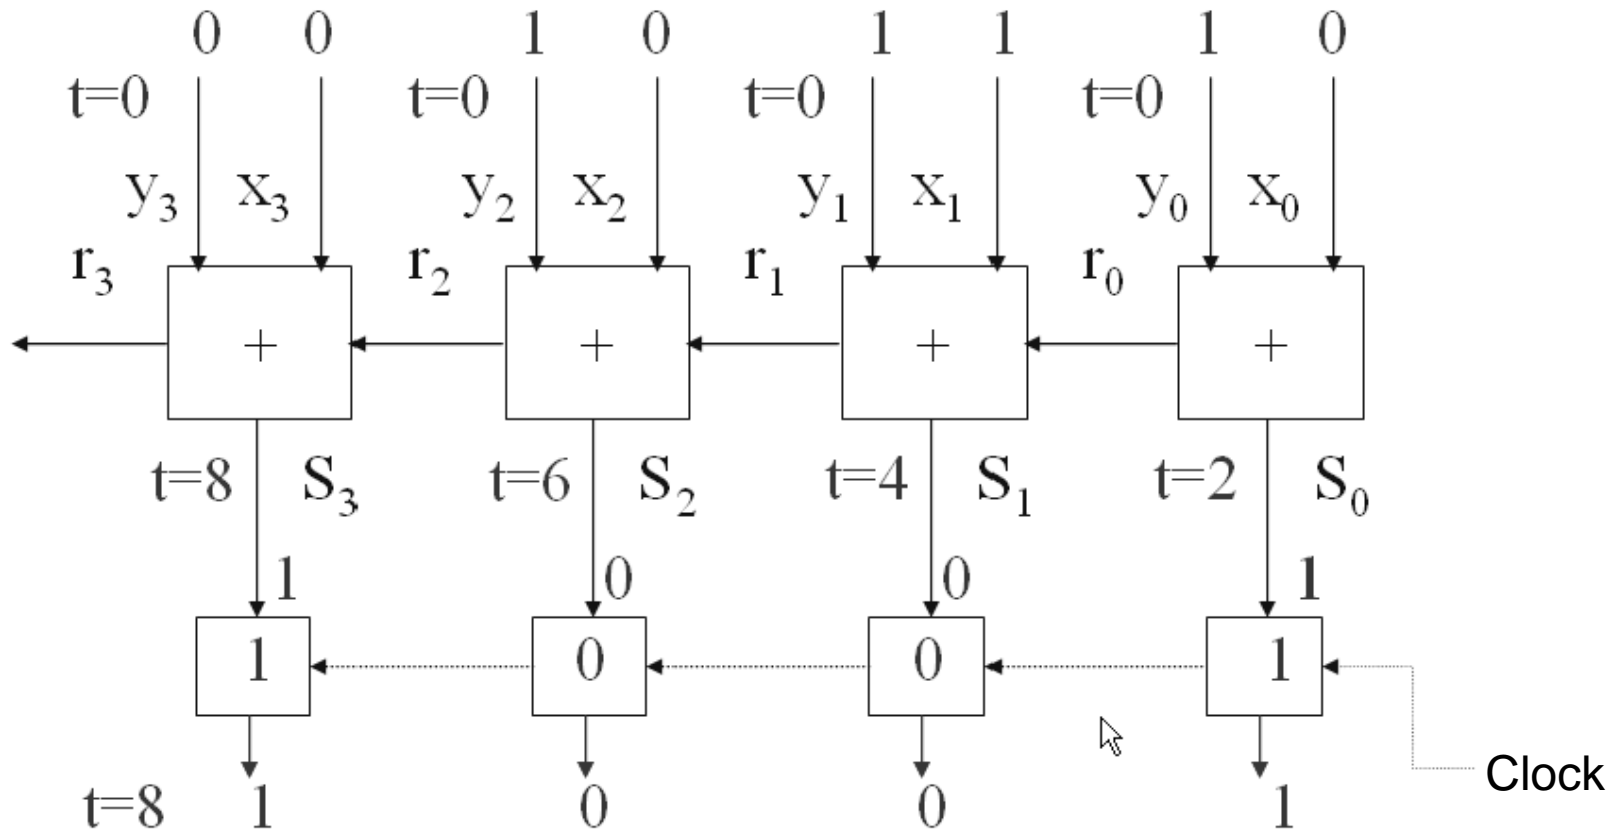 0 0 1 0 1 1 1 0
t=0 t=0 t=0 t=0
y3 x3 y2 x2 y1 x1 y0 x0
r3 r2 r1 r0
+ + + +
t=8 S3 t=6 S2 t=4 S1 t=2 S0
1 0 0 1
1 0 0 1
Clock
t=8 1 0 0 1